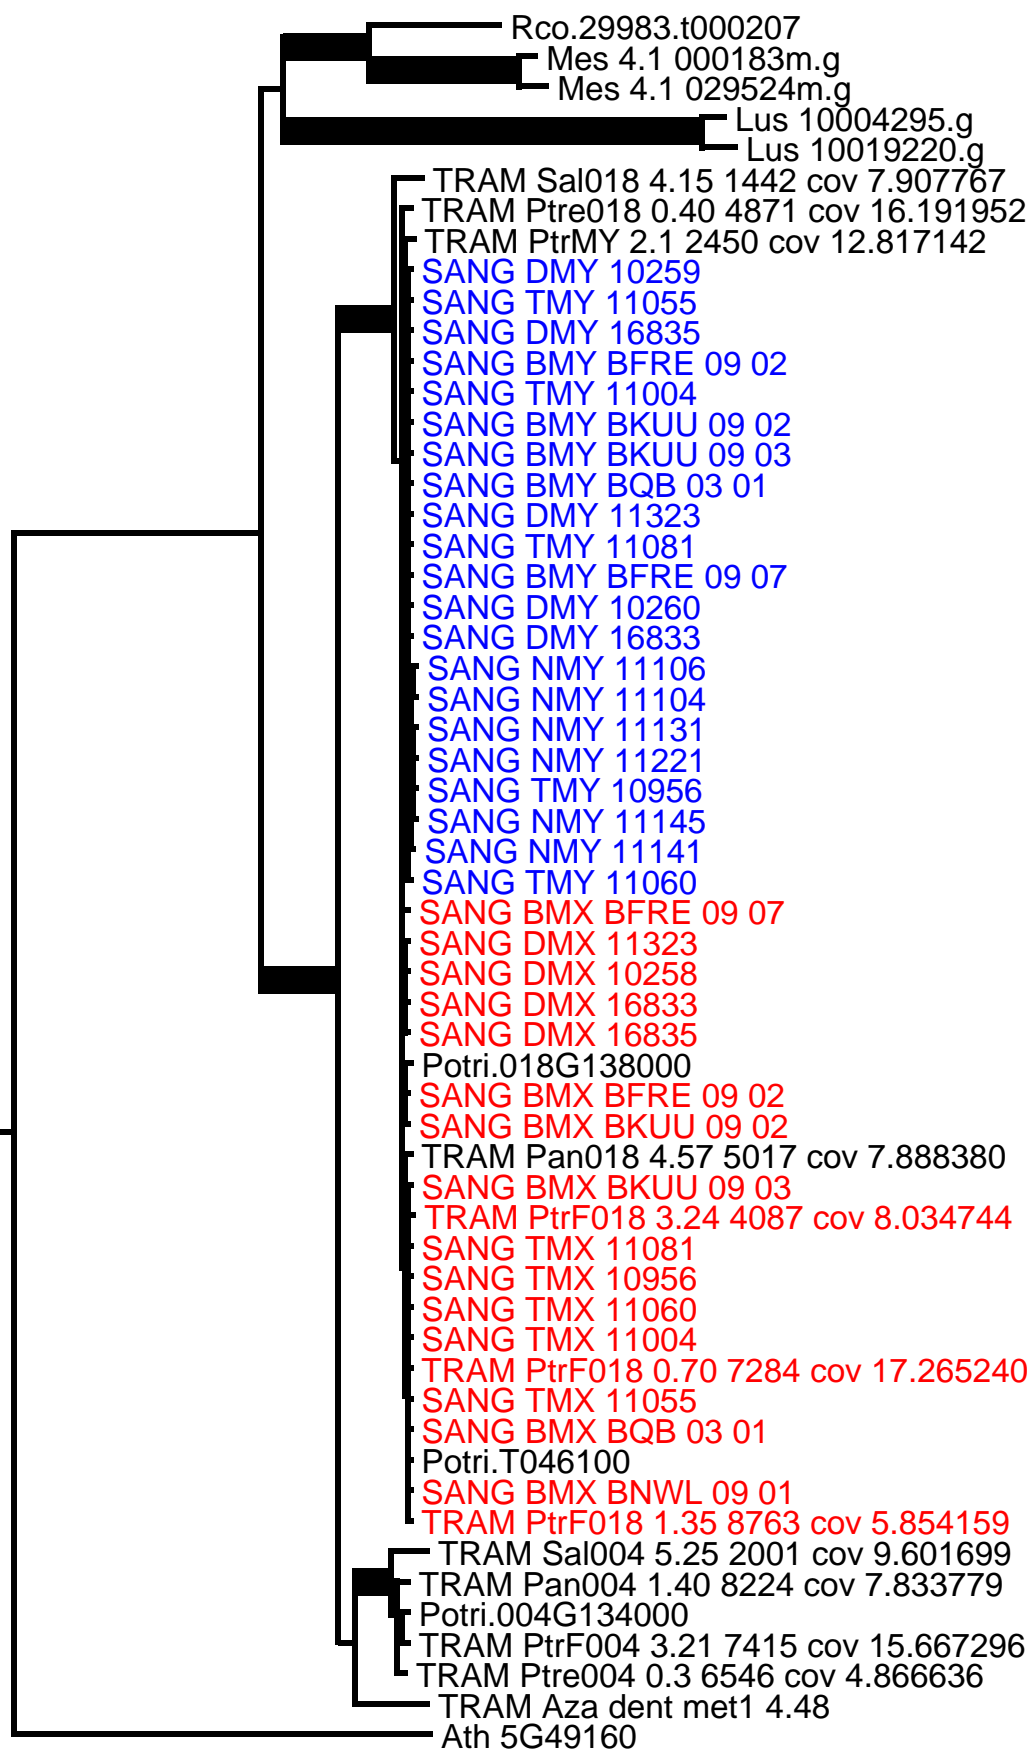 Rco.29983.t000207
Mes 4.1 000183m.g
Mes 4.1 029524m.g
Lus 10004295.g
Lus 10019220.g
TRAM Sal018 4.15 1442 cov 7.907767
TRAM Ptre018 0.40 4871 cov 16.191952
TRAM PtrMY 2.1 2450 cov 12.817142
SANG DMY 10259
SANG TMY 11055
SANG DMY 16835
SANG BMY BFRE 09 02
SANG TMY 11004
SANG BMY BKUU 09 02
SANG BMY BKUU 09 03
SANG BMY BQB 03 01
SANG DMY 11323
SANG TMY 11081
SANG BMY BFRE 09 07
SANG DMY 10260
SANG DMY 16833
SANG NMY 11106
SANG NMY 11104
SANG NMY 11131
SANG NMY 11221
SANG TMY 10956
SANG NMY 11145
SANG NMY 11141
SANG TMY 11060
SANG BMX BFRE 09 07
SANG DMX 11323
SANG DMX 10258
SANG DMX 16833
SANG DMX 16835
Potri.018G138000
SANG BMX BFRE 09 02
SANG BMX BKUU 09 02
TRAM Pan018 4.57 5017 cov 7.888380
SANG BMX BKUU 09 03
TRAM PtrF018 3.24 4087 cov 8.034744
SANG TMX 11081
SANG TMX 10956
SANG TMX 11060
SANG TMX 11004
TRAM PtrF018 0.70 7284 cov 17.265240
SANG TMX 11055
SANG BMX BQB 03 01
Potri.T046100
SANG BMX BNWL 09 01
TRAM PtrF018 1.35 8763 cov 5.854159
TRAM Sal004 5.25 2001 cov 9.601699
TRAM Pan004 1.40 8224 cov 7.833779
Potri.004G134000
TRAM PtrF004 3.21 7415 cov 15.667296
TRAM Ptre004 0.3 6546 cov 4.866636
TRAM Aza dent met1 4.48
Ath 5G49160